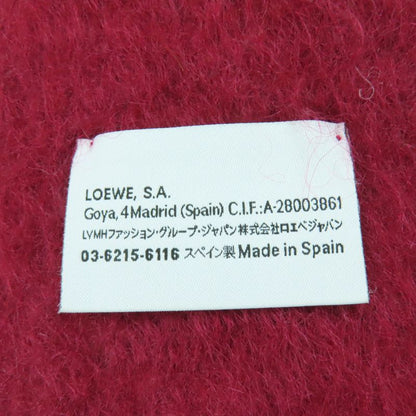 LOEWE, S.A.
Goya, 4 Madrid (Spain) C.I.F.:A-28003861
LVMHファッション・グループ・ジャパン株式会社ロエベジャパン
03-6215-6116 スペイン製 Made in Spain